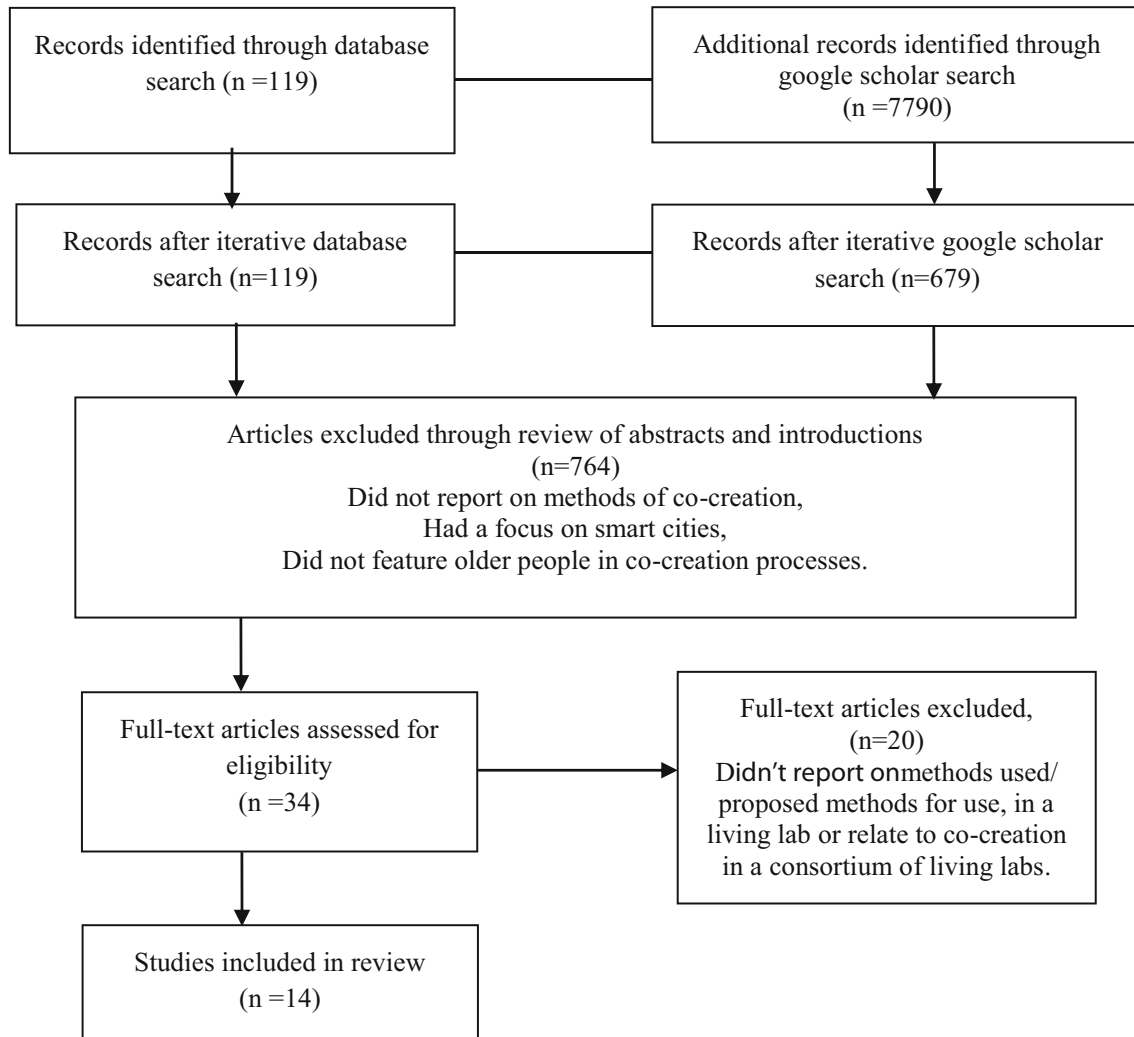 Records identified through database
search (n =119)
Additional records identified through
google scholar search
(n =7790)
Records after iterative database
search (n=119)
Records after iterative google scholar
search (n=679)
Articles excluded through review of abstracts and introductions
(n=764)
Did not report on methods of co-creation,
Had a focus on smart cities,
Did not feature older people in co-creation processes.
Full-text articles assessed for
eligibility
(n =34)
Full-text articles excluded,
(n=20)
Didn't report onmethods used/
proposed methods for use, in a
living lab or relate to co-creation
in a consortium of living labs.
Studies included in review
(n =14)